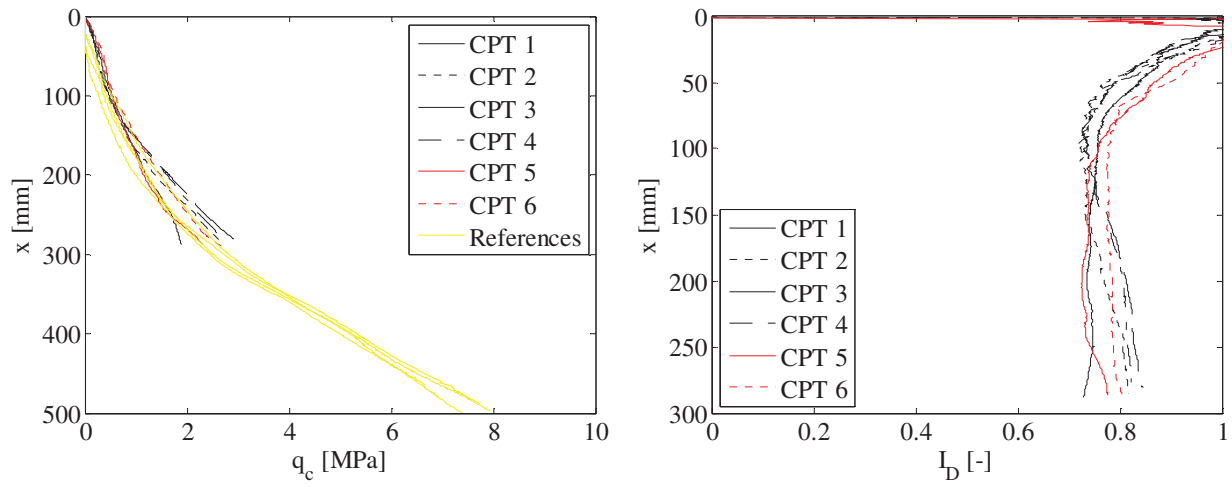 0
100
200
300
400
500
x [mm]
0
2
4
6
8
10
q_c [MPa]
CPT 1
CPT 2
CPT 3
CPT 4
CPT 5
CPT 6
References
0
50
100
150
200
250
300
x [mm]
0
0.2
0.4
0.6
0.8
1
I_D [-]
CPT 1
CPT 2
CPT 3
CPT 4
CPT 5
CPT 6